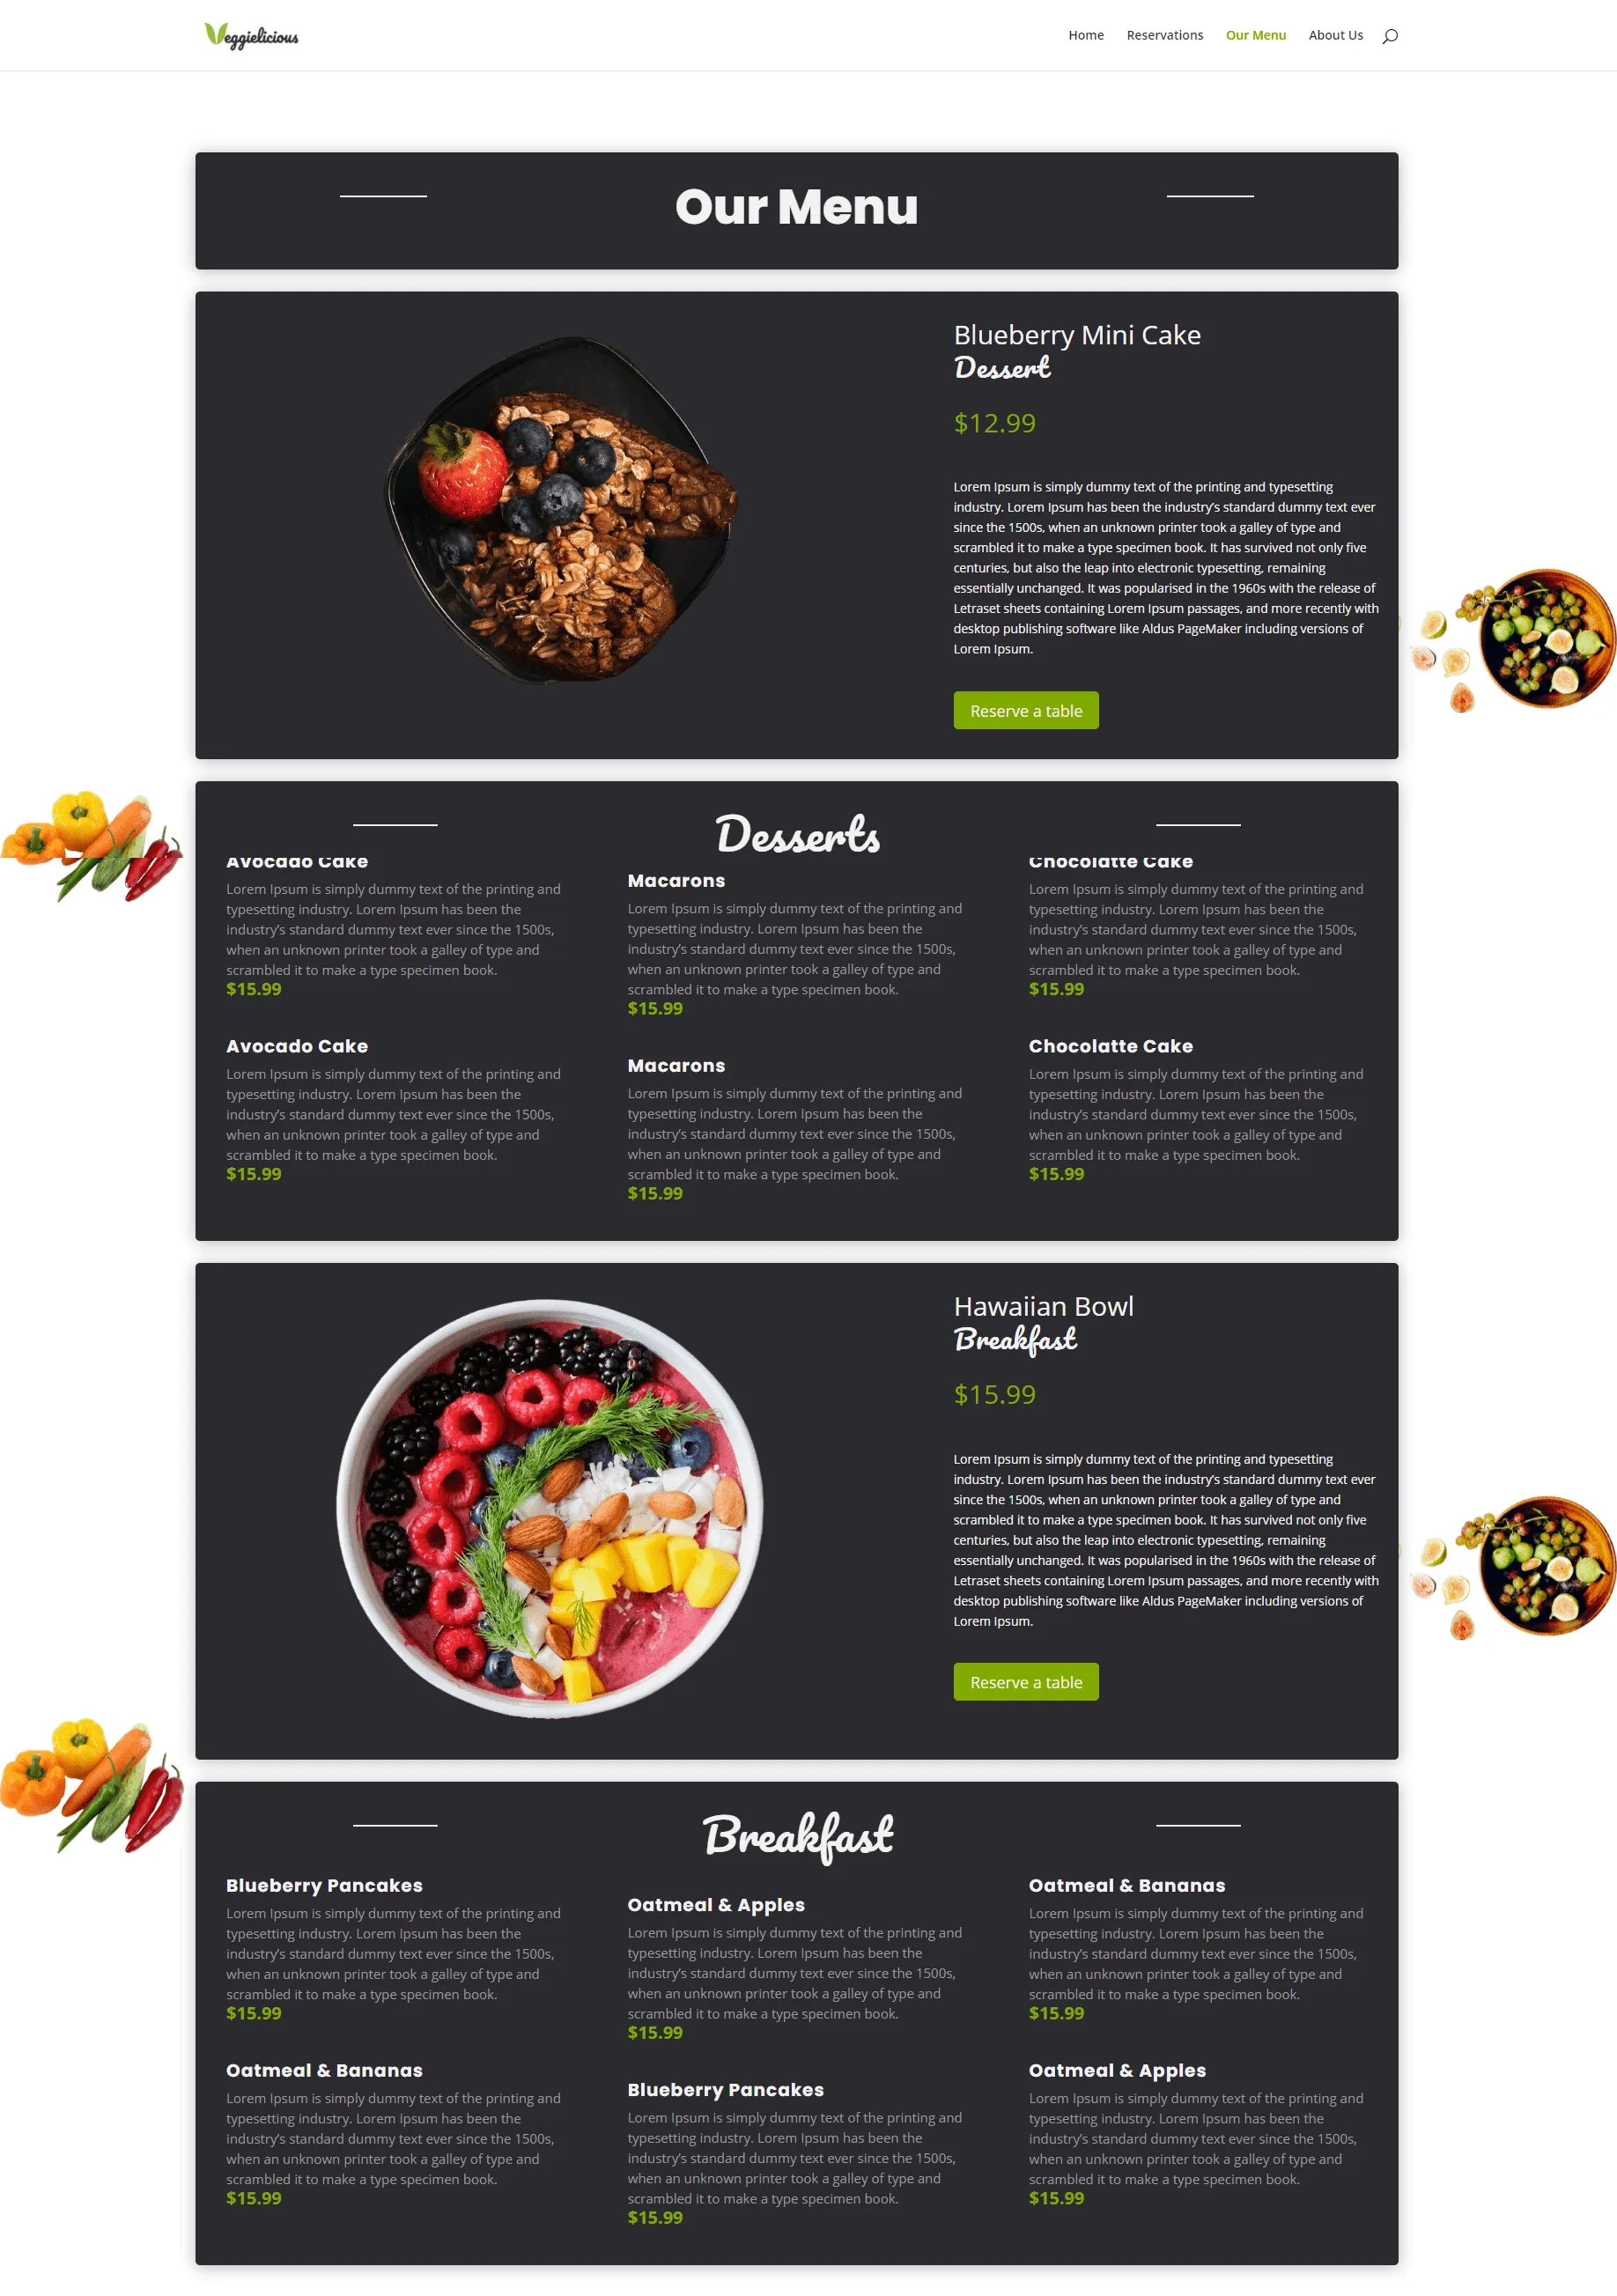 Veggielicious
Home
Reservations
Our Menu
About Us
Our Menu
Blueberry Mini Cake
Dessert
$12.99
Lorem Ipsum is simply dummy text of the printing and typesetting
industry. Lorem Ipsum has been the industry’s standard dummy text ever
since the 1500s, when an unknown printer took a galley of type and
scrambled it to make a type specimen book. It has survived not only five
centuries, but also the leap into electronic typesetting, remaining
essentially unchanged. It was popularised in the 1960s with the release of
Letraset sheets containing Lorem Ipsum passages, and more recently with
desktop publishing software like Aldus PageMaker including versions of
Lorem Ipsum.
Reserve a table
Desserts
Avocado Cake
Lorem Ipsum is simply dummy text of the printing and
typesetting industry. Lorem Ipsum has been the
industry’s standard dummy text ever since the 1500s,
when an unknown printer took a galley of type and
scrambled it to make a type specimen book.
$15.99
Avocado Cake
Lorem Ipsum is simply dummy text of the printing and
typesetting industry. Lorem Ipsum has been the
industry’s standard dummy text ever since the 1500s,
when an unknown printer took a galley of type and
scrambled it to make a type specimen book.
$15.99
Macarons
Lorem Ipsum is simply dummy text of the printing and
typesetting industry. Lorem Ipsum has been the
industry’s standard dummy text ever since the 1500s,
when an unknown printer took a galley of type and
scrambled it to make a type specimen book.
$15.99
Macarons
Lorem Ipsum is simply dummy text of the printing and
typesetting industry. Lorem Ipsum has been the
industry’s standard dummy text ever since the 1500s,
when an unknown printer took a galley of type and
scrambled it to make a type specimen book.
$15.99
Chocolatte Cake
Lorem Ipsum is simply dummy text of the printing and
typesetting industry. Lorem Ipsum has been the
industry’s standard dummy text ever since the 1500s,
when an unknown printer took a galley of type and
scrambled it to make a type specimen book.
$15.99
Chocolatte Cake
Lorem Ipsum is simply dummy text of the printing and
typesetting industry. Lorem Ipsum has been the
industry’s standard dummy text ever since the 1500s,
when an unknown printer took a galley of type and
scrambled it to make a type specimen book.
$15.99
Hawaiian Bowl
Breakfast
$15.99
Lorem Ipsum is simply dummy text of the printing and typesetting
industry. Lorem Ipsum has been the industry’s standard dummy text ever
since the 1500s, when an unknown printer took a galley of type and
scrambled it to make a type specimen book. It has survived not only five
centuries, but also the leap into electronic typesetting, remaining
essentially unchanged. It was popularised in the 1960s with the release of
Letraset sheets containing Lorem Ipsum passages, and more recently with
desktop publishing software like Aldus PageMaker including versions of
Lorem Ipsum.
Reserve a table
Breakfast
Blueberry Pancakes
Lorem Ipsum is simply dummy text of the printing and
typesetting industry. Lorem Ipsum has been the
industry’s standard dummy text ever since the 1500s,
when an unknown printer took a galley of type and
scrambled it to make a type specimen book.
$15.99
Oatmeal & Bananas
Lorem Ipsum is simply dummy text of the printing and
typesetting industry. Lorem Ipsum has been the
industry’s standard dummy text ever since the 1500s,
when an unknown printer took a galley of type and
scrambled it to make a type specimen book.
$15.99
Oatmeal & Apples
Lorem Ipsum is simply dummy text of the printing and
typesetting industry. Lorem Ipsum has been the
industry’s standard dummy text ever since the 1500s,
when an unknown printer took a galley of type and
scrambled it to make a type specimen book.
$15.99
Blueberry Pancakes
Lorem Ipsum is simply dummy text of the printing and
typesetting industry. Lorem Ipsum has been the
industry’s standard dummy text ever since the 1500s,
when an unknown printer took a galley of type and
scrambled it to make a type specimen book.
$15.99
Oatmeal & Bananas
Lorem Ipsum is simply dummy text of the printing and
typesetting industry. Lorem Ipsum has been the
industry’s standard dummy text ever since the 1500s,
when an unknown printer took a galley of type and
scrambled it to make a type specimen book.
$15.99
Oatmeal & Apples
Lorem Ipsum is simply dummy text of the printing and
typesetting industry. Lorem Ipsum has been the
industry’s standard dummy text ever since the 1500s,
when an unknown printer took a galley of type and
scrambled it to make a type specimen book.
$15.99